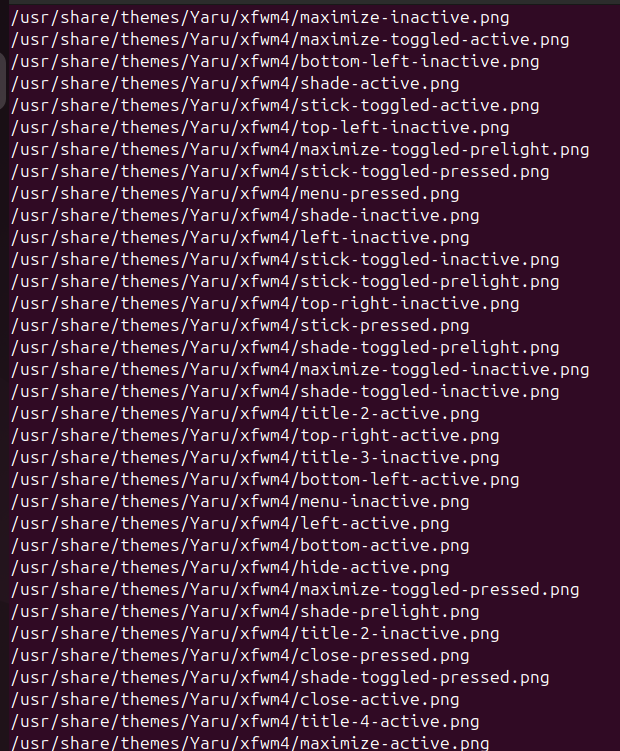 /usr/share/themes/Yaru/xfwm4/maximize-inactive.png
/usr/share/themes/Yaru/xfwm4/maximize-toggled-active.png
/usr/share/themes/Yaru/xfwm4/bottom-left-inactive.png
/usr/share/themes/Yaru/xfwm4/shade-active.png
/usr/share/themes/Yaru/xfwm4/stick-toggled-active.png
/usr/share/themes/Yaru/xfwm4/top-left-inactive.png
/usr/share/themes/Yaru/xfwm4/maximize-toggled-prelight.png
/usr/share/themes/Yaru/xfwm4/stick-toggled-pressed.png
/usr/share/themes/Yaru/xfwm4/menu-pressed.png
/usr/share/themes/Yaru/xfwm4/shade-inactive.png
/usr/share/themes/Yaru/xfwm4/left-inactive.png
/usr/share/themes/Yaru/xfwm4/stick-toggled-inactive.png
/usr/share/themes/Yaru/xfwm4/stick-toggled-prelight.png
/usr/share/themes/Yaru/xfwm4/top-right-inactive.png
/usr/share/themes/Yaru/xfwm4/stick-pressed.png
/usr/share/themes/Yaru/xfwm4/shade-toggled-prelight.png
/usr/share/themes/Yaru/xfwm4/maximize-toggled-inactive.png
/usr/share/themes/Yaru/xfwm4/shade-toggled-inactive.png
/usr/share/themes/Yaru/xfwm4/title-2-active.png
/usr/share/themes/Yaru/xfwm4/top-right-active.png
/usr/share/themes/Yaru/xfwm4/title-3-inactive.png
/usr/share/themes/Yaru/xfwm4/bottom-left-active.png
/usr/share/themes/Yaru/xfwm4/menu-inactive.png
/usr/share/themes/Yaru/xfwm4/left-active.png
/usr/share/themes/Yaru/xfwm4/bottom-active.png
/usr/share/themes/Yaru/xfwm4/hide-active.png
/usr/share/themes/Yaru/xfwm4/maximize-toggled-pressed.png
/usr/share/themes/Yaru/xfwm4/shade-prelight.png
/usr/share/themes/Yaru/xfwm4/title-2-inactive.png
/usr/share/themes/Yaru/xfwm4/close-pressed.png
/usr/share/themes/Yaru/xfwm4/shade-toggled-pressed.png
/usr/share/themes/Yaru/xfwm4/close-active.png
/usr/share/themes/Yaru/xfwm4/title-4-active.png
/usr/share/themes/Yaru/xfwm4/maximize-active.png